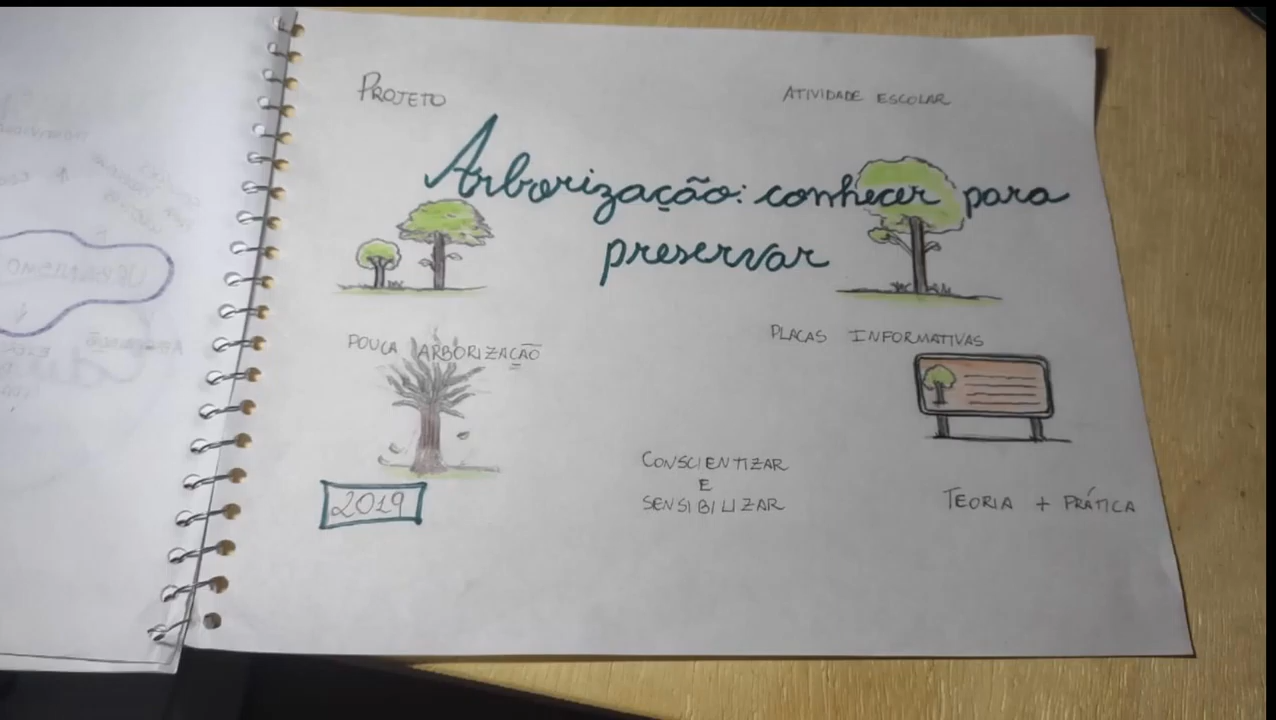 PROJETO
ATIVIDADE ESCOLAR
Arborização: conhecer para
preservar
POUCA ARBORIZAÇÃO
PLACAS INFORMATIVAS
CONSCIENTIZAR
E
SENSIBILIZAR
2019
TEORIA + PRÁTICA